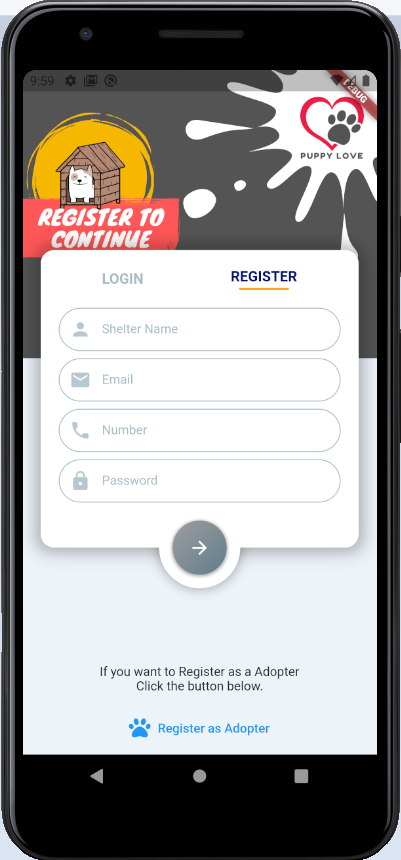 9:59
DEBUG
PUPPY LOVE
REGISTER TO
CONTINUE
LOGIN
REGISTER
Shelter Name
Email
Number
Password
If you want to Register as a Adopter
Click the button below.
Register as Adopter